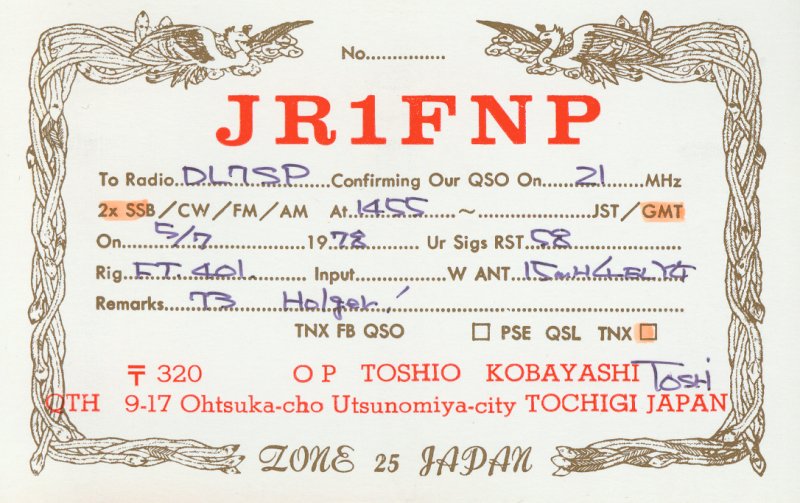 No................
JR1FNP
To Radio..DL7SP..Confirming Our QSO On..21..MHz
2x SSB/CW/FM/AM At.1455....~....................JST/GMT
On....5/7....1978... Ur Sigs RST.58....................
Rig.FT.401....... Input................W ANT..15mH4ELY4
Remarks....73 Holger!....................
TNX FB QSO □ PSE QSL TNX □
〒 320 OP TOSHIO KOBAYASHI Toshi
QTH 9-17 Ohtsuka-cho Utsunomiya-city TOCHIGI JAPAN
ZONE 25 JAPAN